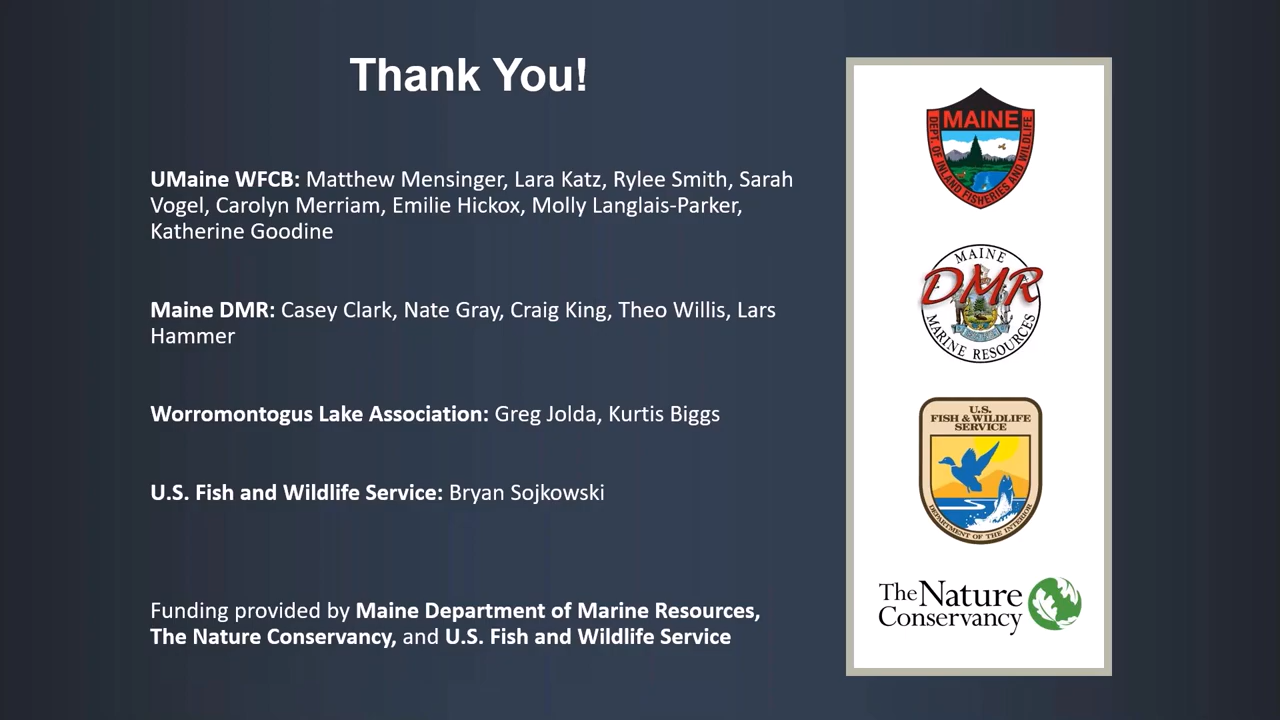 Thank You!
UMaine WFCB: Matthew Mensinger, Lara Katz, Rylee Smith, Sarah
Vogel, Carolyn Merriam, Emilie Hickox, Molly Langlais-Parker,
Katherine Goodine
Maine DMR: Casey Clark, Nate Gray, Craig King, Theo Willis, Lars
Hammer
Worromontogus Lake Association: Greg Jolda, Kurtis Biggs
U.S. Fish and Wildlife Service: Bryan Sojkowski
Funding provided by Maine Department of Marine Resources,
The Nature Conservancy, and U.S. Fish and Wildlife Service
MAINE
DEPT. OF INLAND FISHERIES AND WILDLIFE
MAINE
DMR
MARINE RESOURCES
U.S.
FISH & WILDLIFE
SERVICE
DEPARTMENT OF THE INTERIOR
The Nature
Conservancy